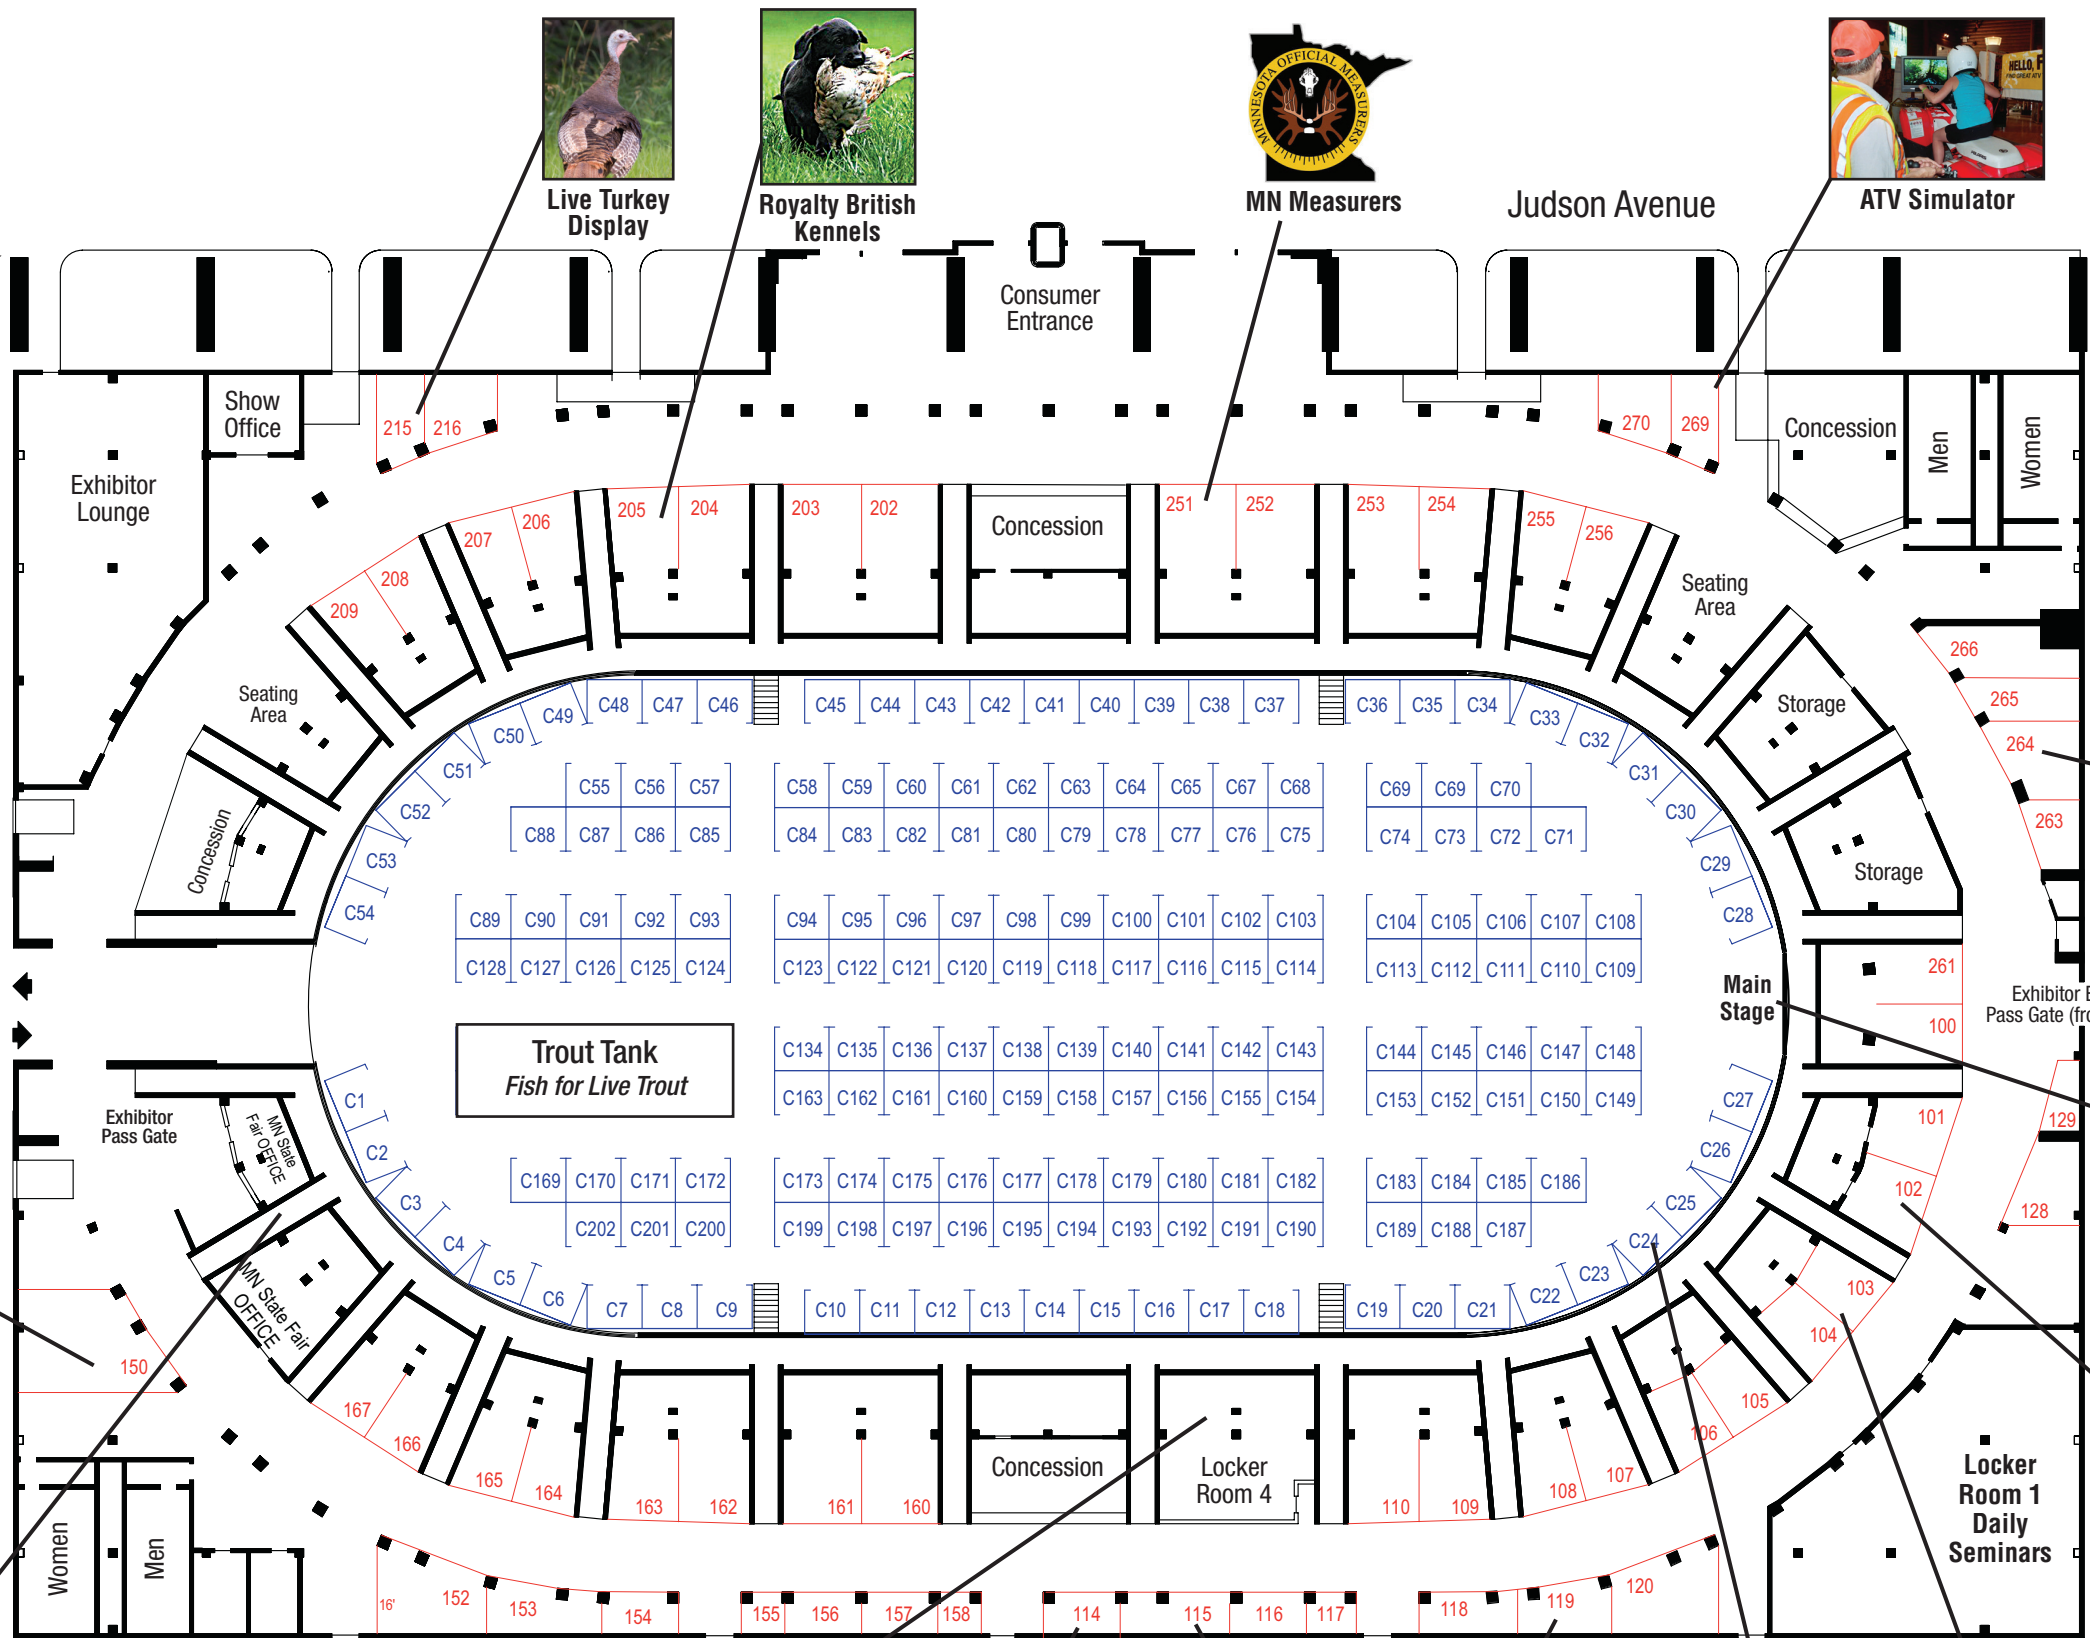 MINNESOTA OFFICIAL MEASURERS
HELLO, F
Live Turkey
Display
Royalty British
Kennels
MN Measurers
Judson Avenue
ATV Simulator
Consumer
Entrance
Show
Office
215
216
270
269
Concession
Men
Women
Exhibitor
Lounge
205
204
203
202
Concession
251
252
253
254
207
206
255
256
209
208
Seating
Area
Seating
Area
266
265
264
263
Storage
Storage
Concession
C48 C47 C46
C45 C44 C43 C42 C41 C40 C39 C38 C37
C36 C35 C34
C49
C50
C51
C52
C53
C54
C33
C32
C31
C30
C29
C28
C55 C56 C57
C58 C59 C60 C61 C62 C63 C64 C65 C67 C68
C69 C69 C70
C88 C87 C86 C85
C84 C83 C82 C81 C80 C79 C78 C77 C76 C75
C74 C73 C72 C71
C89 C90 C91 C92 C93
C94 C95 C96 C97 C98 C99 C100 C101 C102 C103
C104 C105 C106 C107 C108
C128 C127 C126 C125 C124
C123 C122 C121 C120 C119 C118 C117 C116 C115 C114
C113 C112 C111 C110 C109
Main
Stage
261
100
Exhibitor E
Pass Gate (fro
Trout Tank
Fish for Live Trout
C134 C135 C136 C137 C138 C139 C140 C141 C142 C143
C144 C145 C146 C147 C148
C163 C162 C161 C160 C159 C158 C157 C156 C155 C154
C153 C152 C151 C150 C149
Exhibitor
Pass Gate
MN State
Fair OFFICE
C1
C2
C3
C4
C5
C6
C27
C26
C25
C24
C23
C22
101
102
129
128
C169 C170 C171 C172
C173 C174 C175 C176 C177 C178 C179 C180 C181 C182
C183 C184 C185 C186
C202 C201 C200
C199 C198 C197 C196 C195 C194 C193 C192 C191 C190
C189 C188 C187
C7 C8 C9
C10 C11 C12 C13 C14 C15 C16 C17 C18
C19 C20 C21
MN State Fair
OFFICE
150
103
104
105
106
167
166
165
164
163
162
161
160
Concession
Locker
Room 4
110
109
108
107
Locker
Room 1
Daily
Seminars
Women
Men
16'
152
153
154
155
156
157
158
114
115
116
117
118
119
120